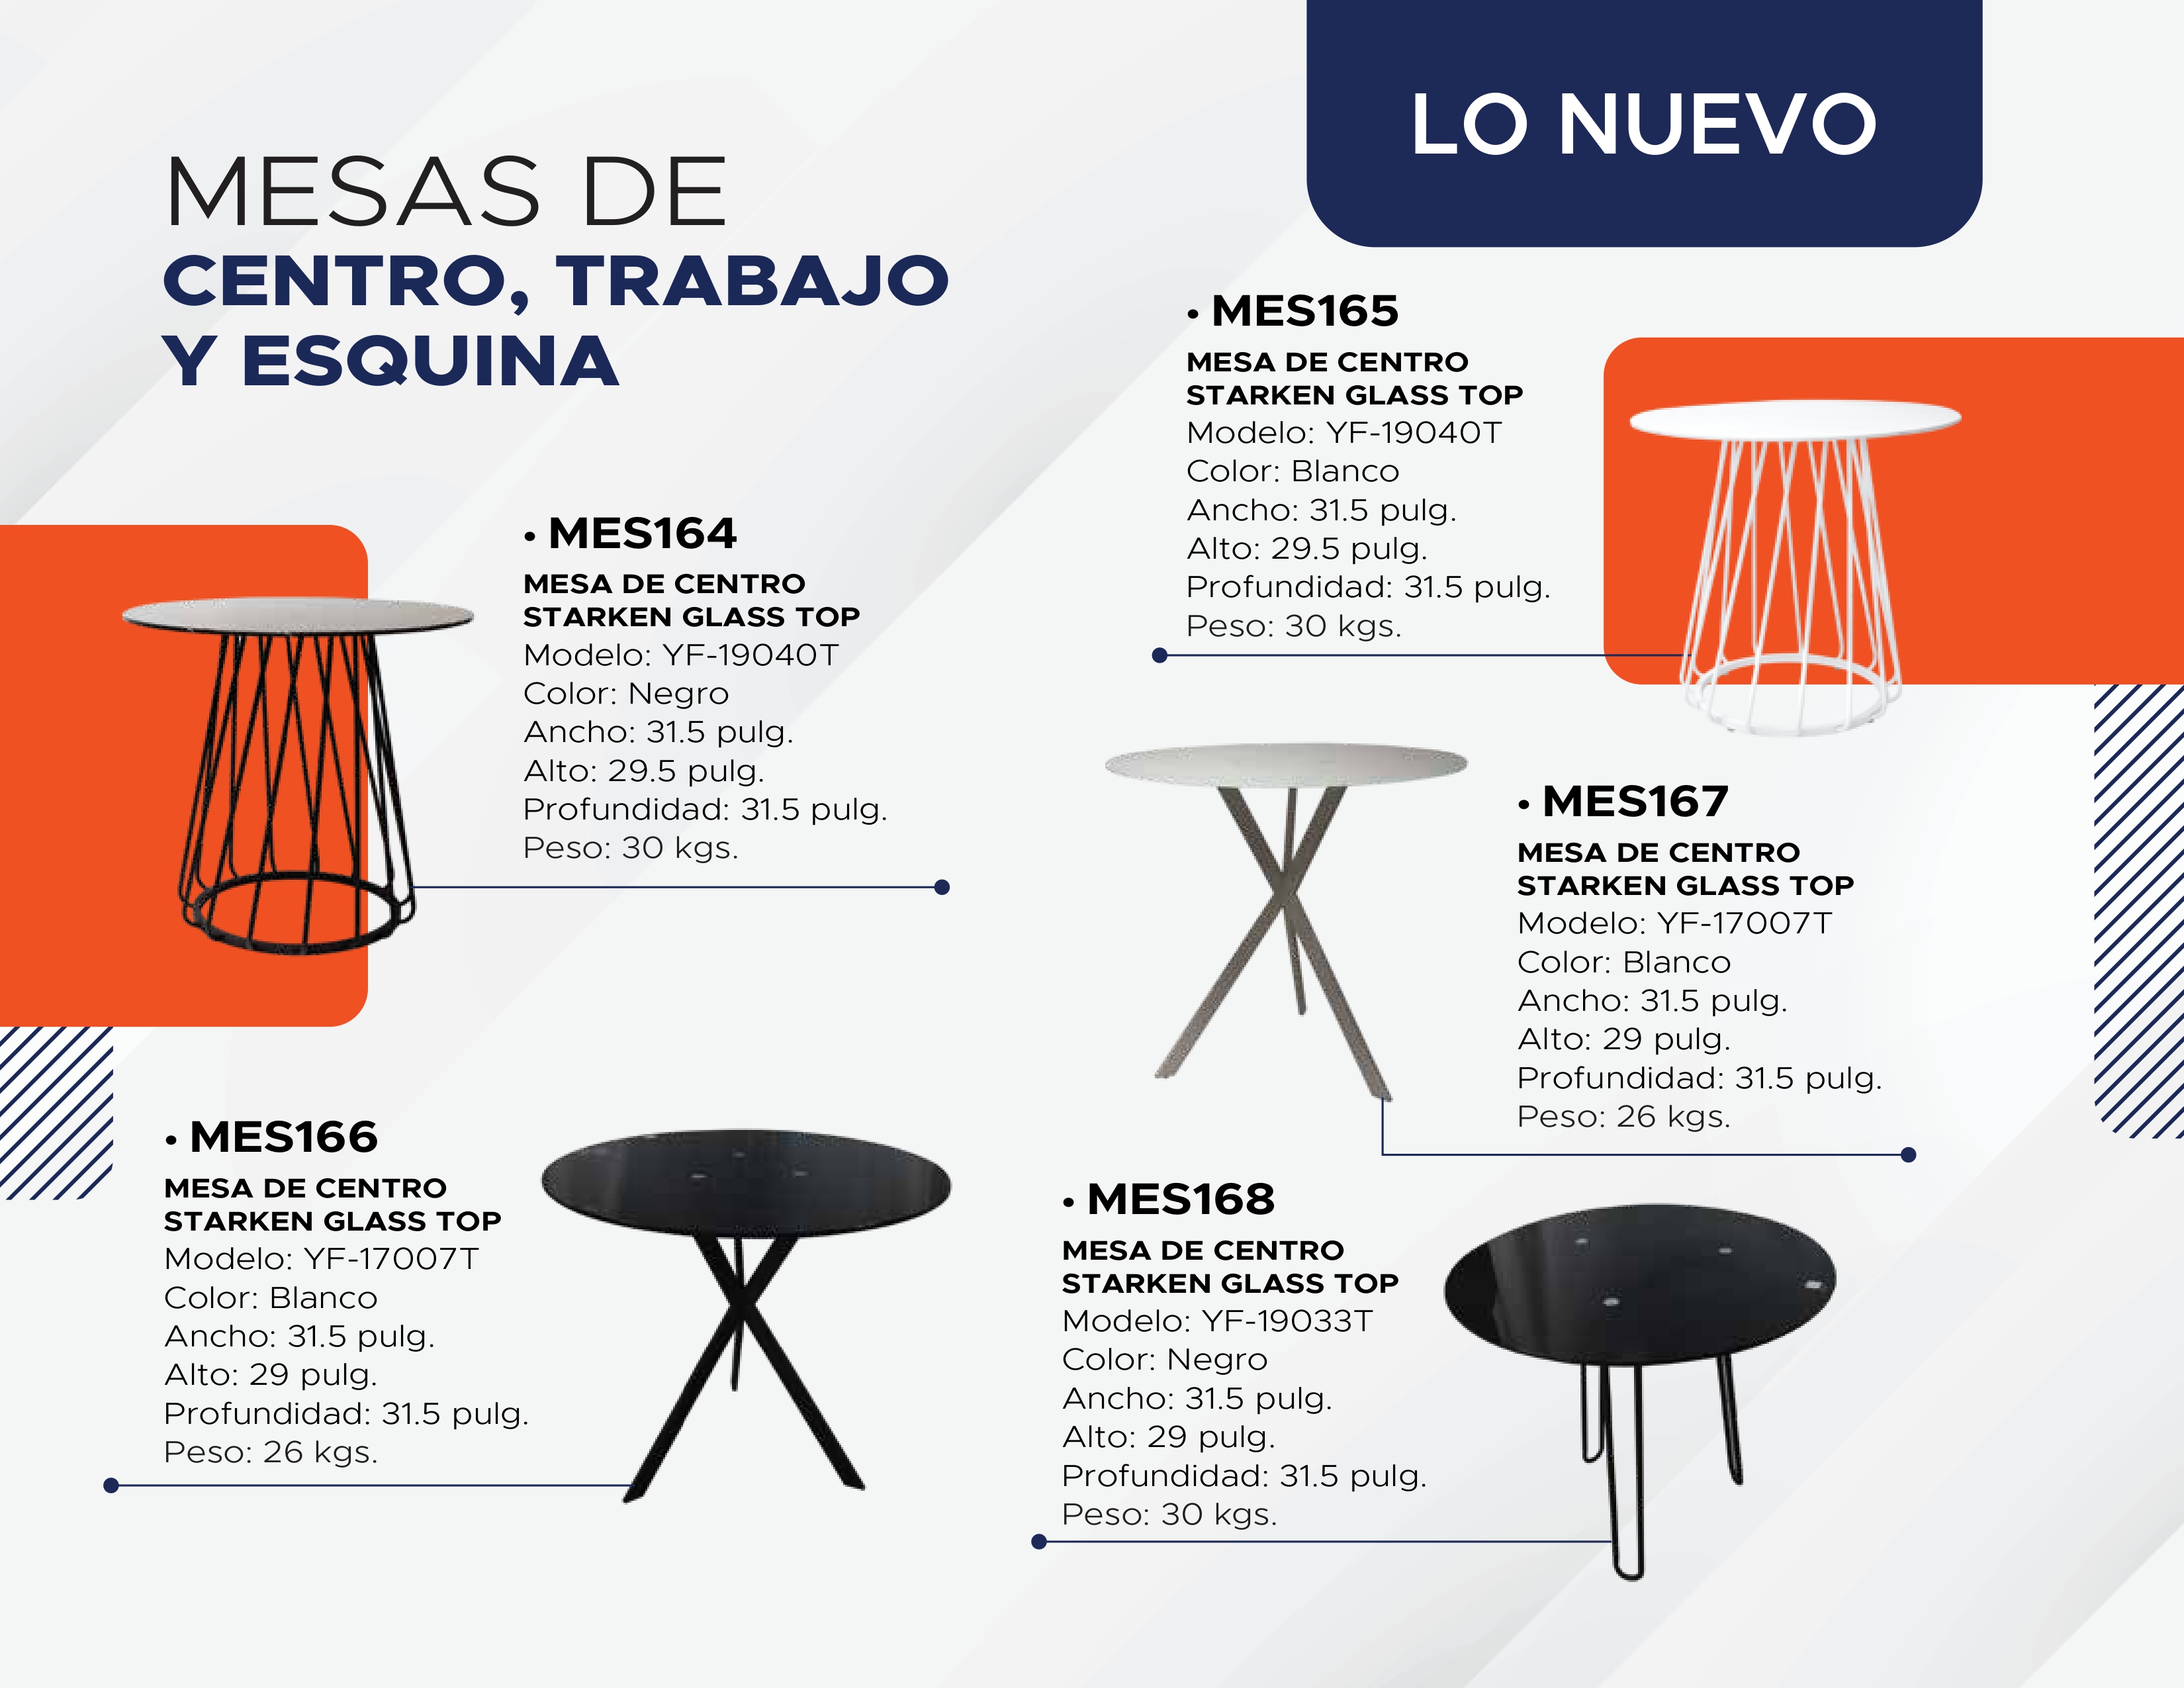 LO NUEVO
MESAS DE
CENTRO, TRABAJO
Y ESQUINA
• MES164
MESA DE CENTRO
STARKEN GLASS TOP
Modelo: YF-19040T
Color: Negro
Ancho: 31.5 pulg.
Alto: 29.5 pulg.
Profundidad: 31.5 pulg.
Peso: 30 kgs.
• MES165
MESA DE CENTRO
STARKEN GLASS TOP
Modelo: YF-19040T
Color: Blanco
Ancho: 31.5 pulg.
Alto: 29.5 pulg.
Profundidad: 31.5 pulg.
Peso: 30 kgs.
• MES166
MESA DE CENTRO
STARKEN GLASS TOP
Modelo: YF-17007T
Color: Blanco
Ancho: 31.5 pulg.
Alto: 29 pulg.
Profundidad: 31.5 pulg.
Peso: 26 kgs.
• MES167
MESA DE CENTRO
STARKEN GLASS TOP
Modelo: YF-17007T
Color: Blanco
Ancho: 31.5 pulg.
Alto: 29 pulg.
Profundidad: 31.5 pulg.
Peso: 26 kgs.
• MES168
MESA DE CENTRO
STARKEN GLASS TOP
Modelo: YF-19033T
Color: Negro
Ancho: 31.5 pulg.
Alto: 29 pulg.
Profundidad: 31.5 pulg.
Peso: 30 kgs.